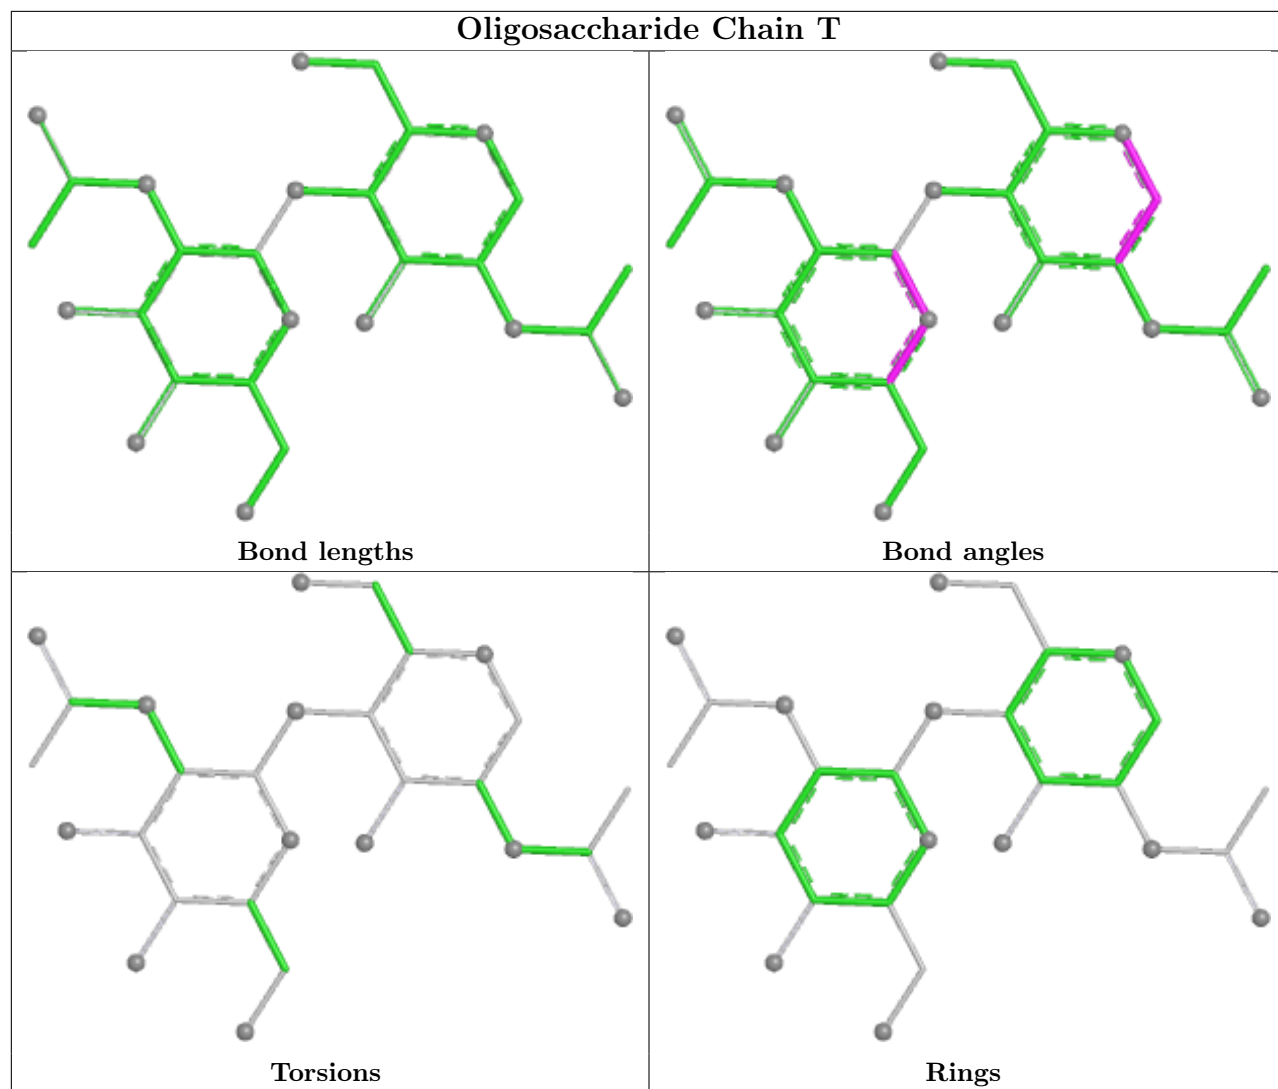 Oligosaccharide Chain T
Bond lengths
Bond angles
Torsions
Rings